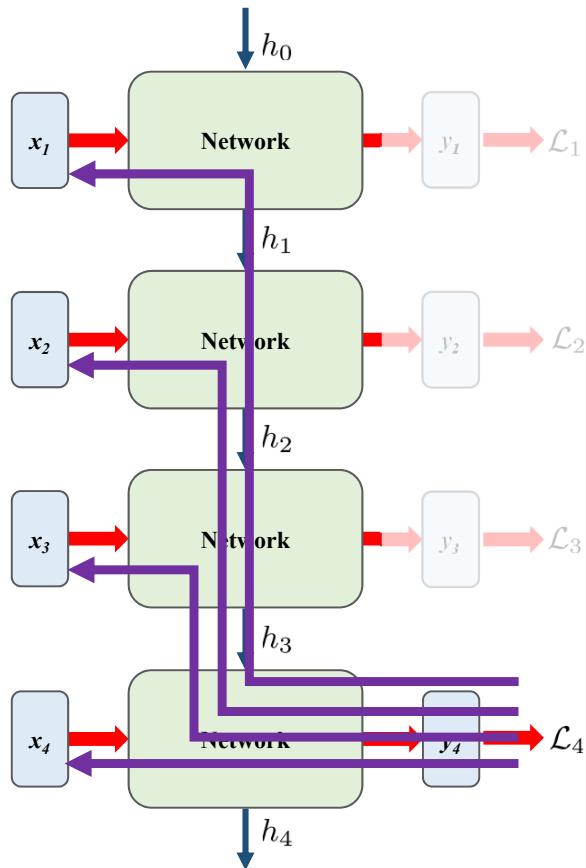 h₀
x₁ Network y₁ ℒ₁
h₁
x₂ Network y₂ ℒ₂
h₂
x₃ Network y₃ ℒ₃
h₃
x₄ Network y₄ ℒ₄
h₄